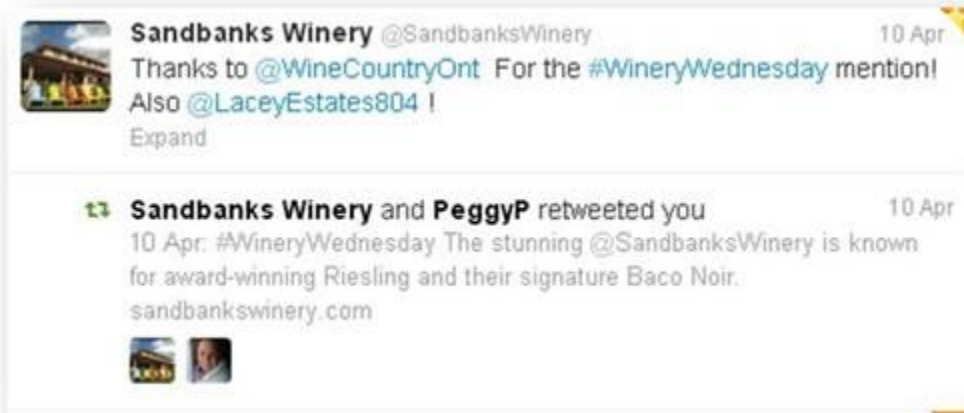 Sandbanks Winery @SandbanksWinery 10 Apr
Thanks to @WineCountryOnt For the #WineryWednesday mention!
Also @LaceyEstates804 !
Expand
Sandbanks Winery and PeggyP retweeted you 10 Apr
10 Apr: #WineryWednesday The stunning @SandbanksWinery is known
for award-winning Riesling and their signature Baco Noir.
sandbankswinery.com